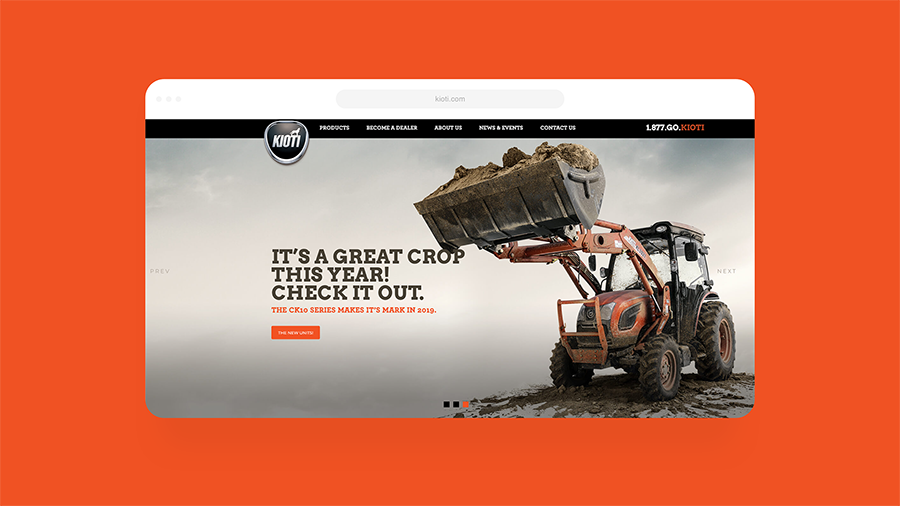 kioti.com
KIOTI
PRODUCTS BECOME A DEALER ABOUT US NEWS & EVENTS CONTACT US 1.877.GO.KIOTI
IT'S A GREAT CROP
THIS YEAR!
CHECK IT OUT.
PREV
NEXT
THE CK10 SERIES MAKES IT'S MARK IN 2019.
THE NEW UNITS!